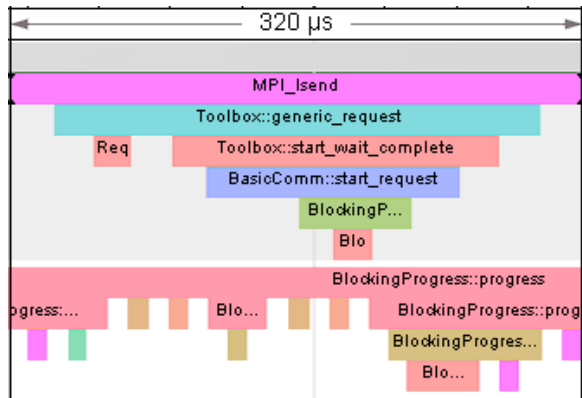 320 µs
MPI_Isend
Toolbox::generic_request
Req Toolbox::start_wait_complete
BasicComm::start_request
BlockingP...
Blo
BlockingProgress::progress
ogress:... Blo... BlockingProgress::prog
BlockingProgres...
Blo...